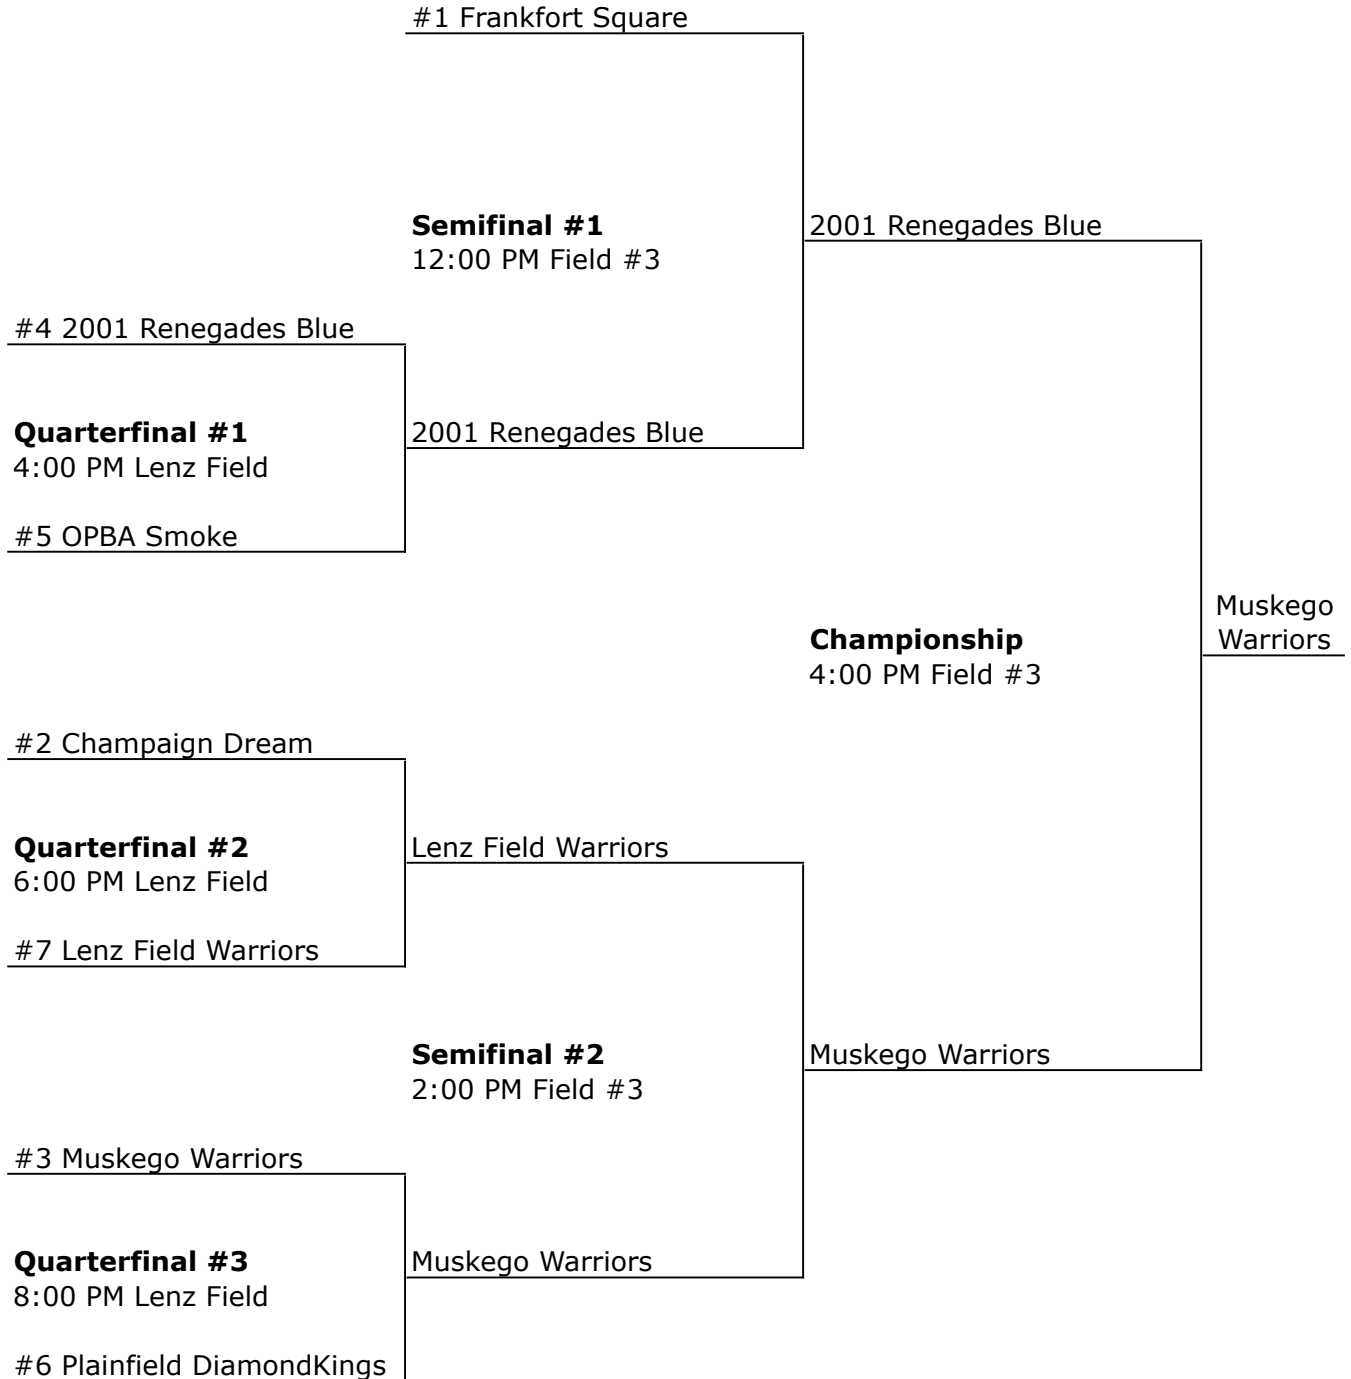 #1 Frankfort Square
Semifinal #1
12:00 PM Field #3
2001 Renegades Blue
#4 2001 Renegades Blue
Quarterfinal #1
4:00 PM Lenz Field
2001 Renegades Blue
#5 OPBA Smoke
Championship
4:00 PM Field #3
Muskego
Warriors
#2 Champaign Dream
Quarterfinal #2
6:00 PM Lenz Field
Lenz Field Warriors
#7 Lenz Field Warriors
Semifinal #2
2:00 PM Field #3
Muskego Warriors
#3 Muskego Warriors
Quarterfinal #3
8:00 PM Lenz Field
Muskego Warriors
#6 Plainfield DiamondKings